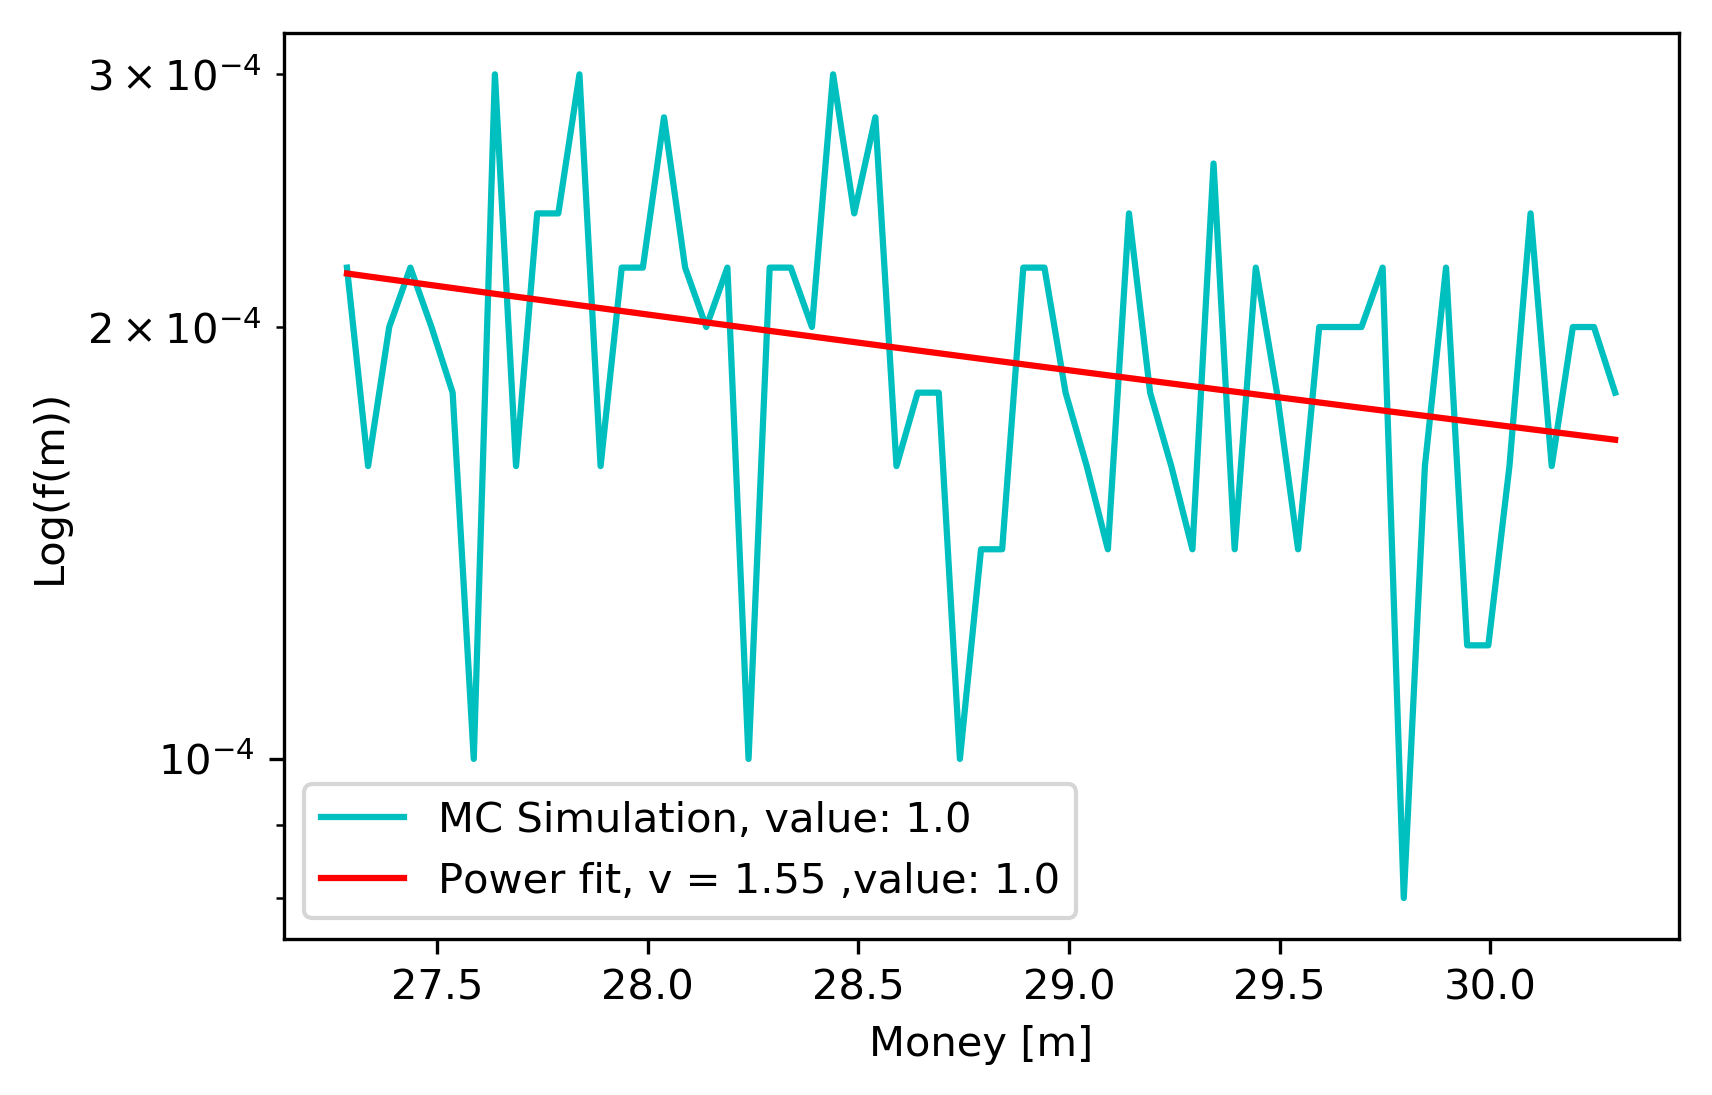 3 × 10⁻⁴
2 × 10⁻⁴
10⁻⁴
Log(f(m))
MC Simulation, value: 1.0
Power fit, v = 1.55 ,value: 1.0
27.5 28.0 28.5 29.0 29.5 30.0
Money [m]